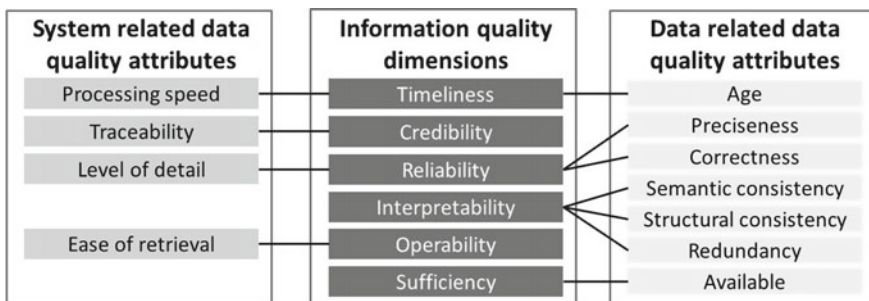 System related data
quality attributes
Processing speed
Traceability
Level of detail
Ease of retrieval
Information quality
dimensions
Timeliness
Credibility
Reliability
Interpretability
Operability
Sufficiency
Data related data
quality attributes
Age
Preciseness
Correctness
Semantic consistency
Structural consistency
Redundancy
Available